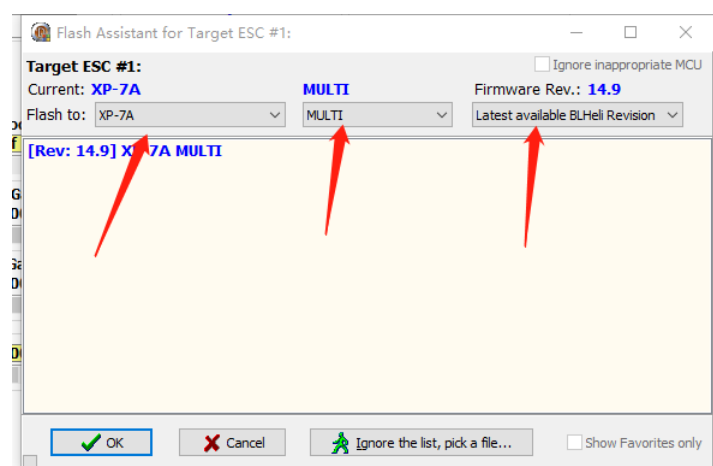 Flash Assistant for Target ESC #1:
Target ESC #1:
Ignore inappropriate MCU
Current: XP-7A MULTI Firmware Rev.: 14.9
Flash to: XP-7A MULTI Latest available BLHeli Revision
[Rev: 14.9] XP-7A MULTI
OK Cancel Ignore the list, pick a file... Show Favorites only